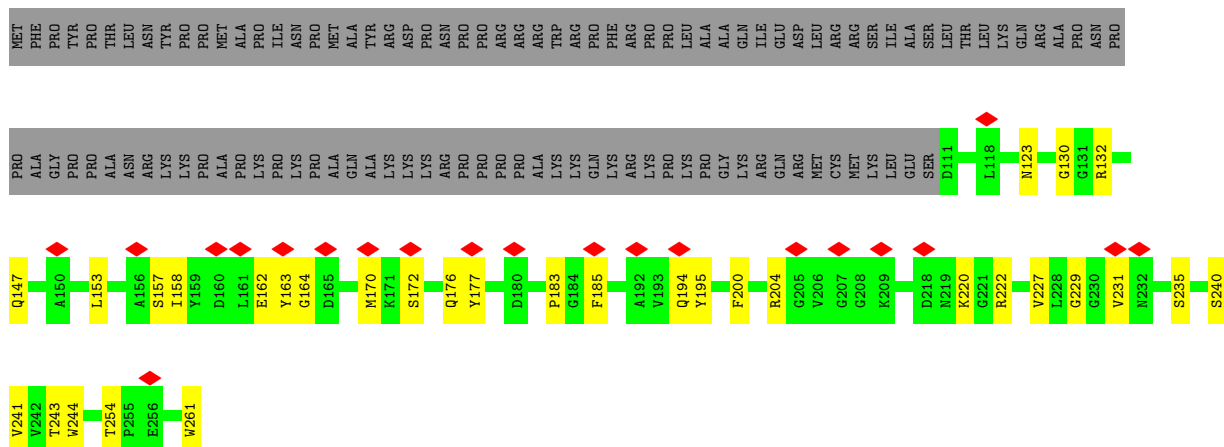 MET PHE PRO TYR PRO THR LEU ASN TYR PRO PRO MET ALA PRO ILE ASN PRO MET ALA TYR ARG ASP PRO ASN PRO PRO ARG ARG ARG TRP ARG PRO PHE ARG PRO PRO LEU ALA ALA GLN ILE GLU ASP LEU ARG ARG SER ILE ALA SER LEU THR LEU LYS GLN ARG ALA PRO ASN PRO
PRO ALA GLY PRO PRO ALA ASN ARG LYS LYS PRO ALA PRO LYS PRO LYS PRO ALA GLN ALA LYS LYS LYS ARG PRO PRO PRO PRO ALA LYS LYS GLN LYS ARG LYS PRO LYS PRO GLY LYS ARG GLN ARG MET CYS MET LYS LEU GLU SER D111 L118 N123 G130 G131 R132
Q147 A150 L153 A156 S157 I158 Y159 D160 L161 E162 Y163 G164 D165 M170 K171 S172 Q176 Y177 D180 P183 G184 F185 A192 V193 Q194 Y195 F200 R204 G205 V206 G207 G208 K209 D218 N219 K220 G221 R222 V227 L228 G229 G230 V231 N232 S235 S240
V241 V242 T243 W244 T254 P255 E256 W261